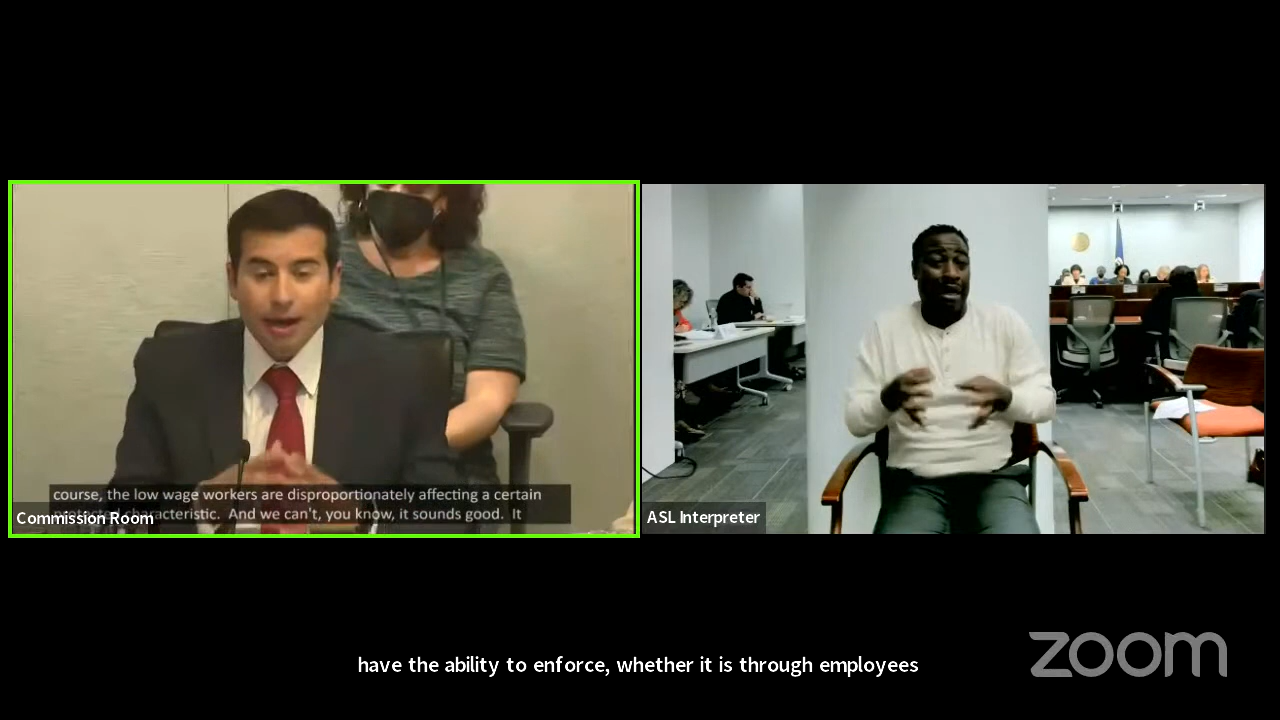 course, the low wage workers are disproportionately affecting a certain
characteristic. And we can't, you know, it sounds good. It
Commission Room
ASL Interpreter
have the ability to enforce, whether it is through employees
zoom